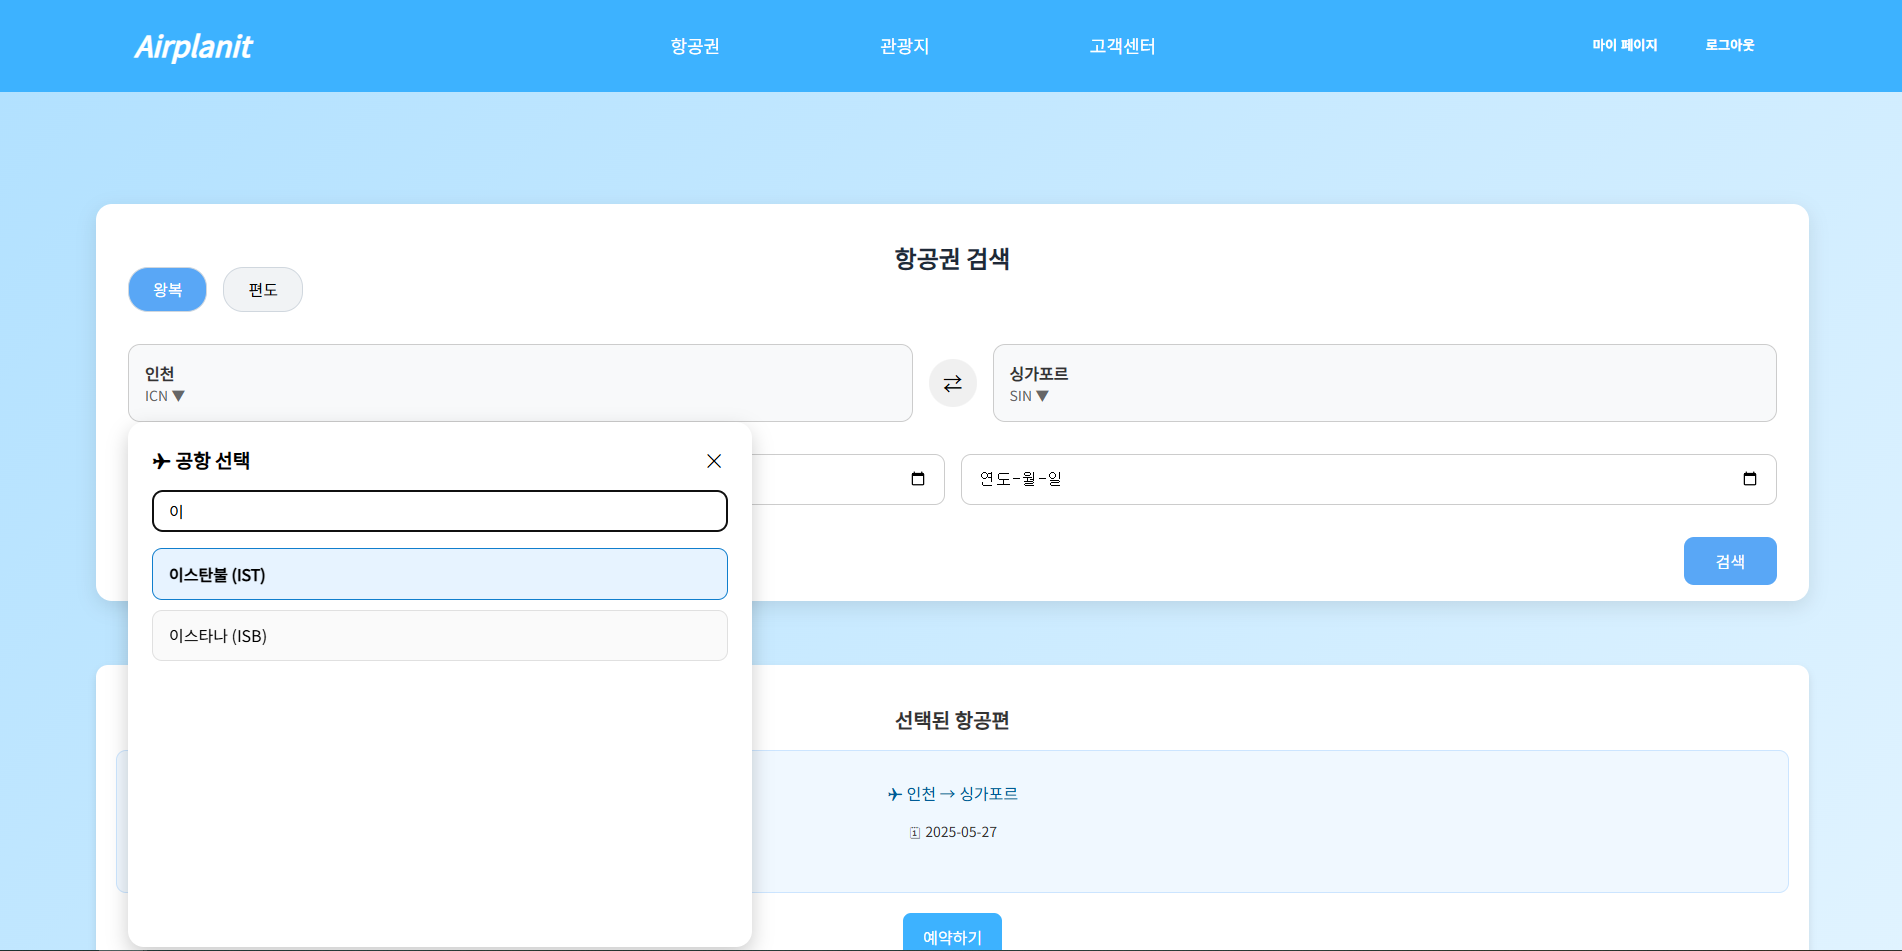 Airplanit
항공권
관광지
고객센터
마이 페이지
로그아웃
항공권 검색
왕복
편도
인천
ICN ▼
⇄
싱가포르
SIN ▼
✈ 공항 선택
이
연도-월-일
이스탄불 (IST)
이스타나 (ISB)
검색
선택된 항공편
✈ 인천 → 싱가포르
2025-05-27
예약하기